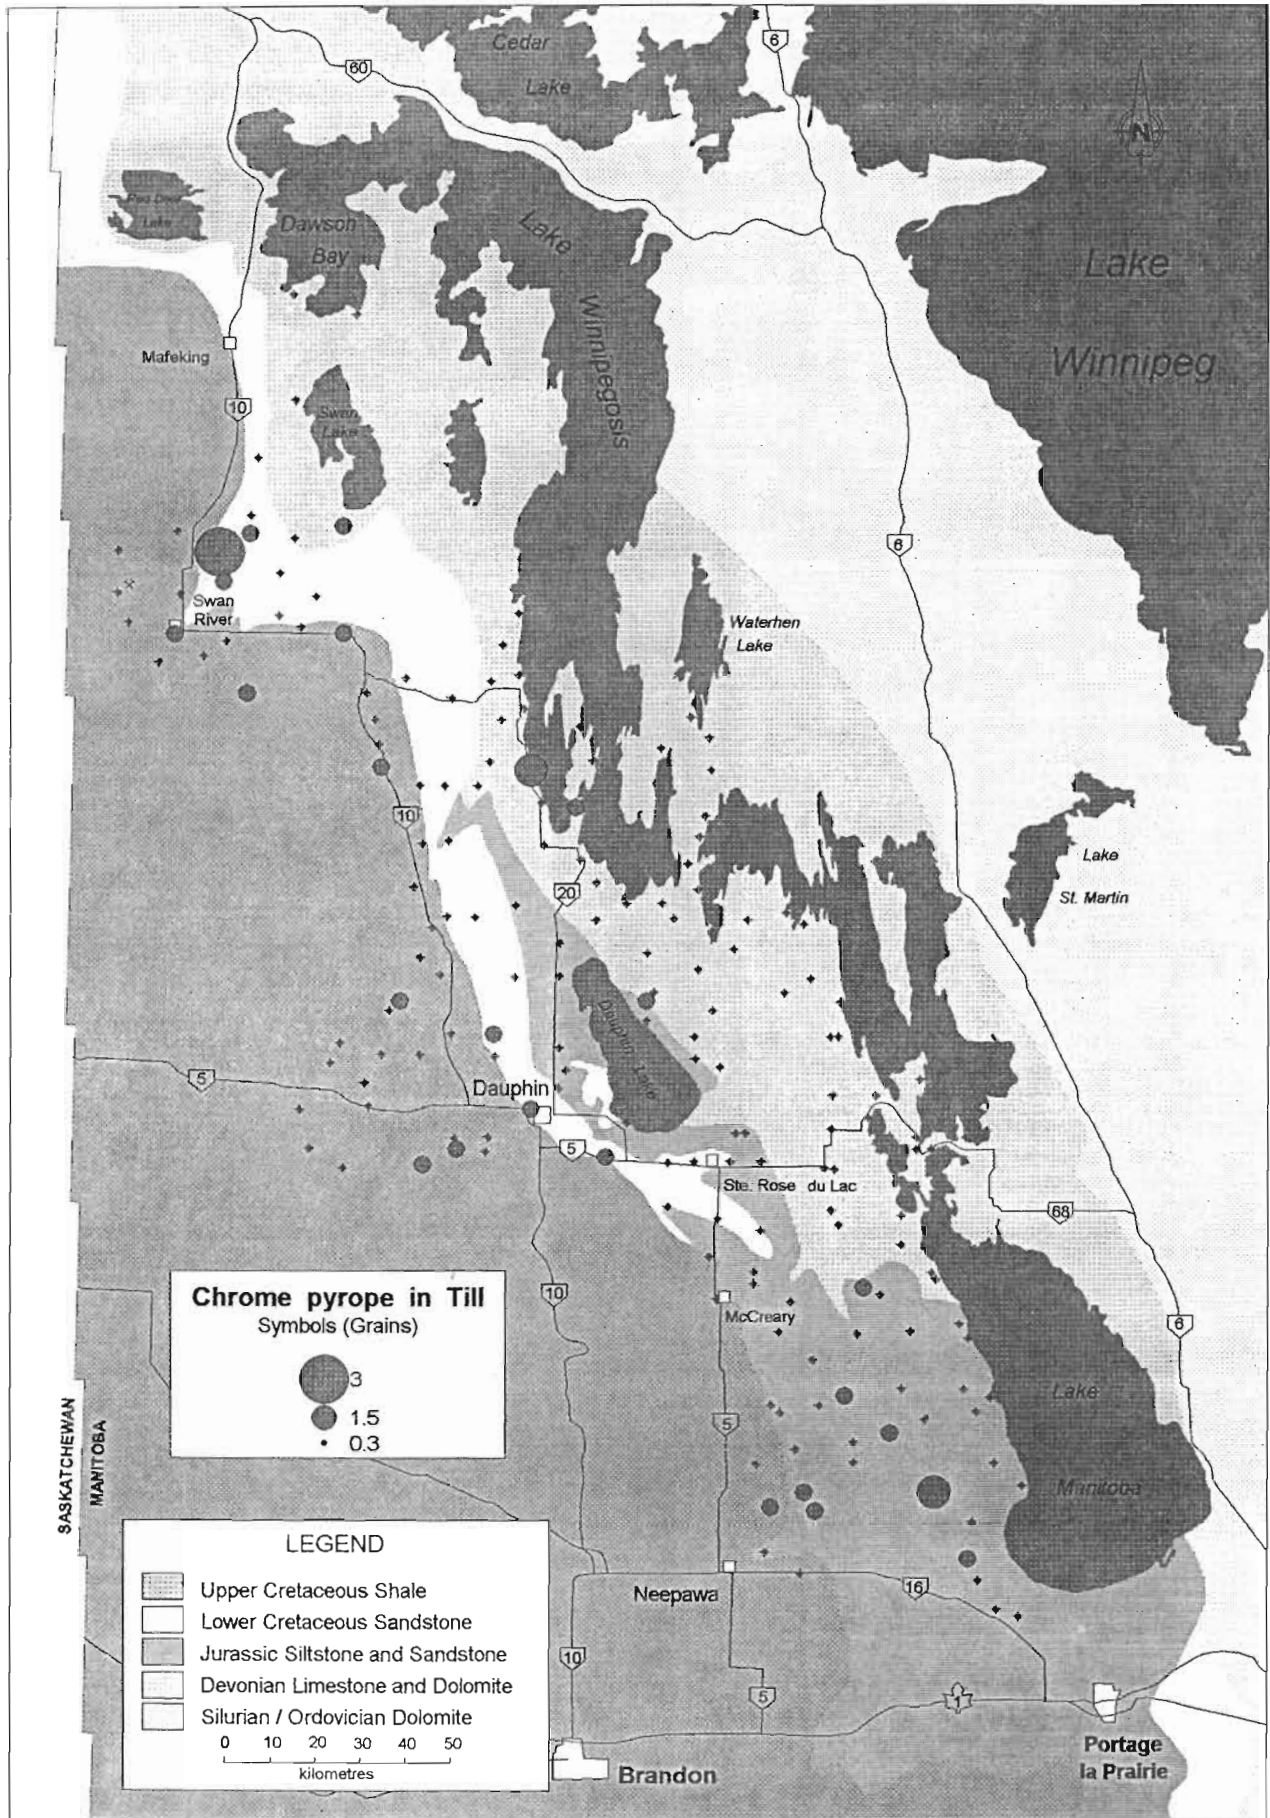 Cedar
Lake
6
60
N
Red Deer
Lake
Dawson
Bay
Lake
Winnipegosis
Lake
Winnipeg
Mafeking
10
Swan
Lake
6
Swan
River
Waterhen
Lake
10
20
Lake
St. Martin
Dauphin Lake
5
Dauphin
5
Ste. Rose du Lac
68
10
McCreary
6
Chrome pyrope in Till
Symbols (Grains)
3
1.5
0.3
Lake
Manitoba
5
SASKATCHEWAN
MANITOBA
LEGEND
Upper Cretaceous Shale
Lower Cretaceous Sandstone
Jurassic Siltstone and Sandstone
Devonian Limestone and Dolomite
Silurian / Ordovician Dolomite
0 10 20 30 40 50
kilometres
Neepawa
16
10
5
1
Portage
la Prairie
Brandon